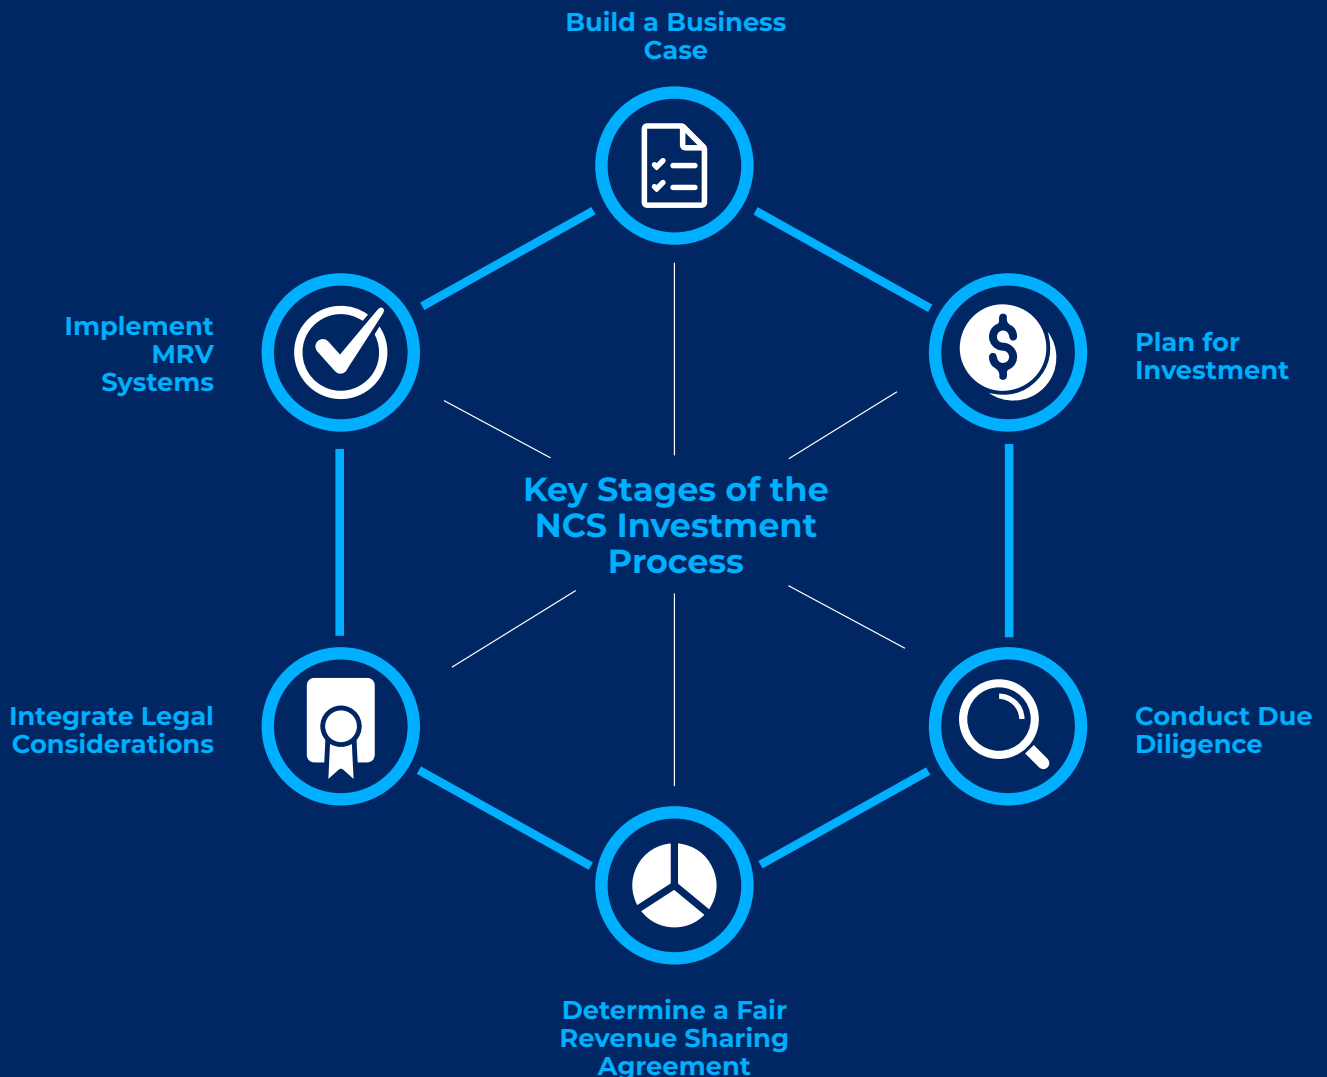 Build a Business
Case
Implement
MRV
Systems
Plan for
Investment
Key Stages of the
NCS Investment
Process
Integrate Legal
Considerations
Conduct Due
Diligence
Determine a Fair
Revenue Sharing
Agreement